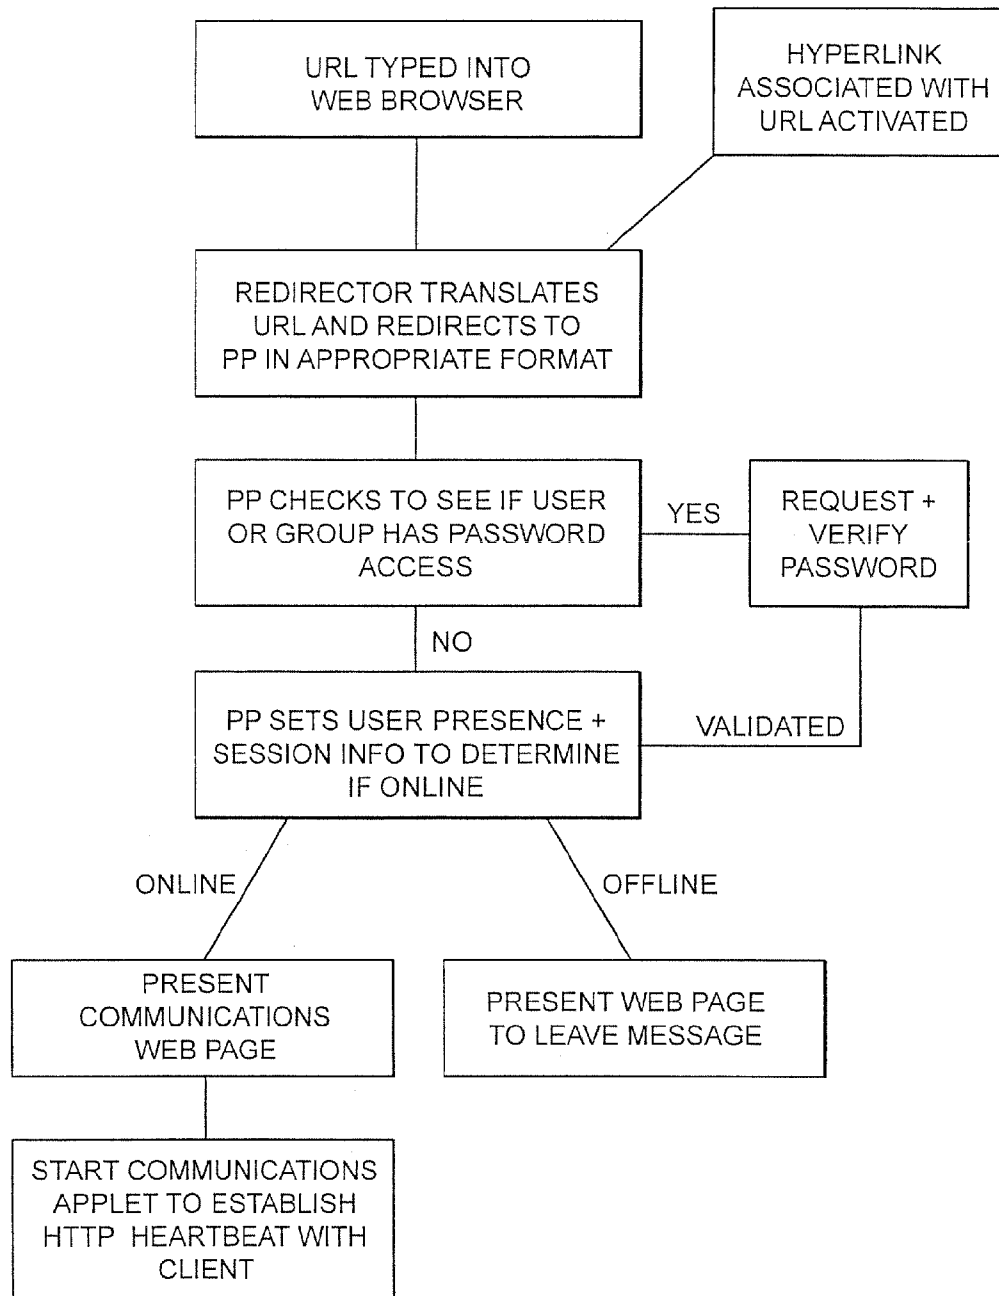 URL TYPED INTO
WEB BROWSER
HYPERLINK
ASSOCIATED WITH
URL ACTIVATED
REDIRECTOR TRANSLATES
URL AND REDIRECTS TO
PP IN APPROPRIATE FORMAT
PP CHECKS TO SEE IF USER
OR GROUP HAS PASSWORD
ACCESS
YES
REQUEST +
VERIFY
PASSWORD
NO
PP SETS USER PRESENCE +
SESSION INFO TO DETERMINE
IF ONLINE
VALIDATED
ONLINE
OFFLINE
PRESENT
COMMUNICATIONS
WEB PAGE
PRESENT WEB PAGE
TO LEAVE MESSAGE
START COMMUNICATIONS
APPLET TO ESTABLISH
HTTP HEARTBEAT WITH
CLIENT